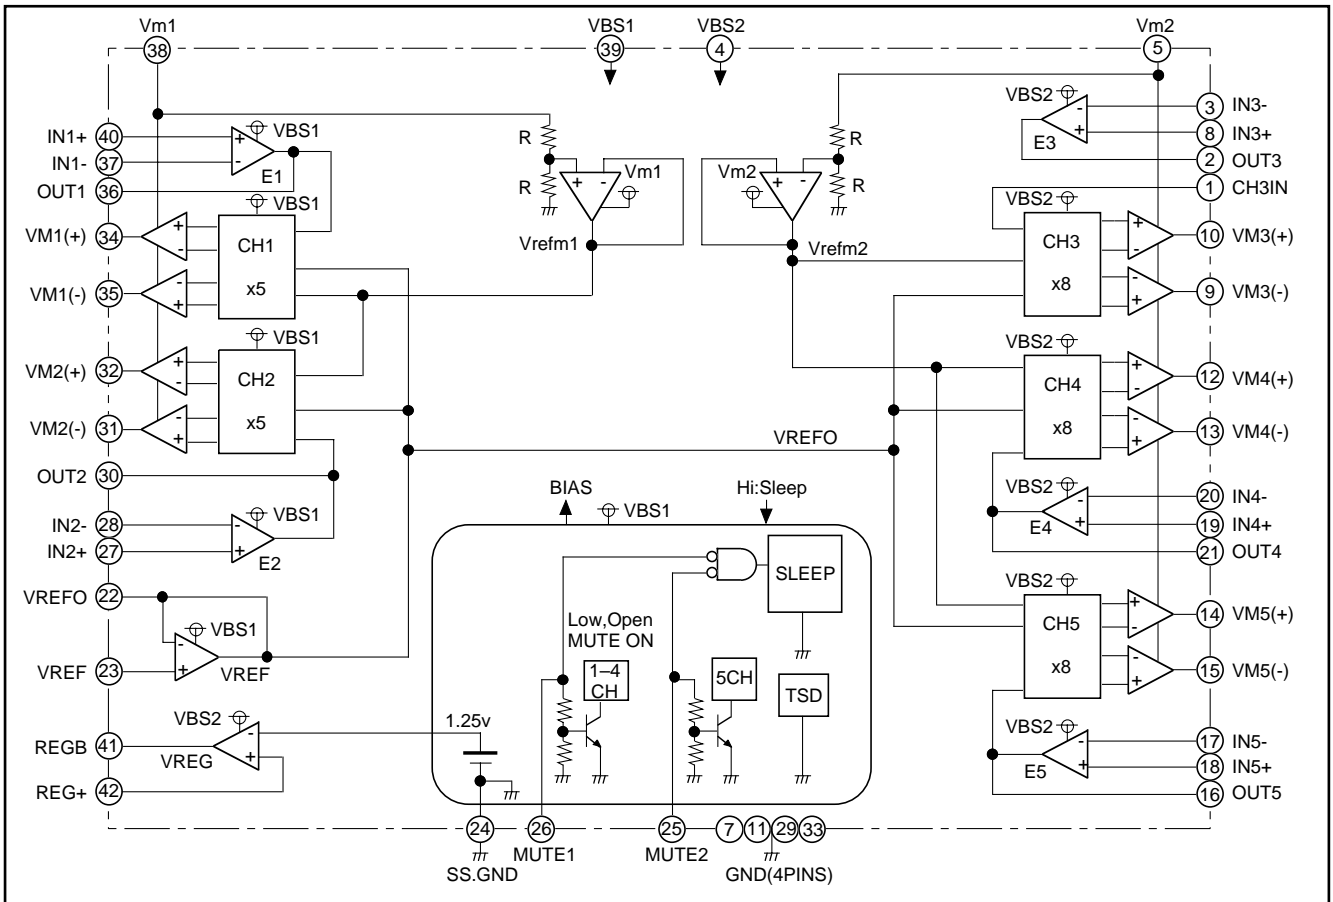 Vm1
VBS1
VBS2
Vm2
38
39
4
5
IN1+ 40
+
VBS1
IN1- 37
-
E1
OUT1 36
VBS1
VM1(+) 34
+
-
CH1
x5
VM1(-) 35
-
+
VBS1
VM2(+) 32
+
-
CH2
x5
VM2(-) 31
-
+
OUT2 30
IN2- 28
-
VBS1
IN2+ 27
+
E2
VREFO 22
-
VBS1
VREF 23
+
VREF
VBS2
REGB 41
-
VREG
+
REG+ 42
R
R
+ -
Vm1
Vrefm1
R
R
+ -
Vm2
Vrefm2
VREFO
BIAS
VBS1
Hi:Sleep
SLEEP
Low,Open
MUTE ON
1–4
CH
5CH
TSD
1.25v
24
26
25
7
11
29
33
SS.GND
MUTE1
MUTE2
GND(4PINS)
VBS2
-
3 IN3-
+
8 IN3+
E3
2 OUT3
1 CH3IN
VBS2
CH3
x8
+
-
10 VM3(+)
-
+
9 VM3(-)
VBS2
CH4
x8
+
-
12 VM4(+)
-
+
13 VM4(-)
VBS2
-
20 IN4-
+
19 IN4+
E4
21 OUT4
VBS2
CH5
x8
+
-
14 VM5(+)
-
+
15 VM5(-)
VBS2
-
17 IN5-
+
18 IN5+
E5
16 OUT5